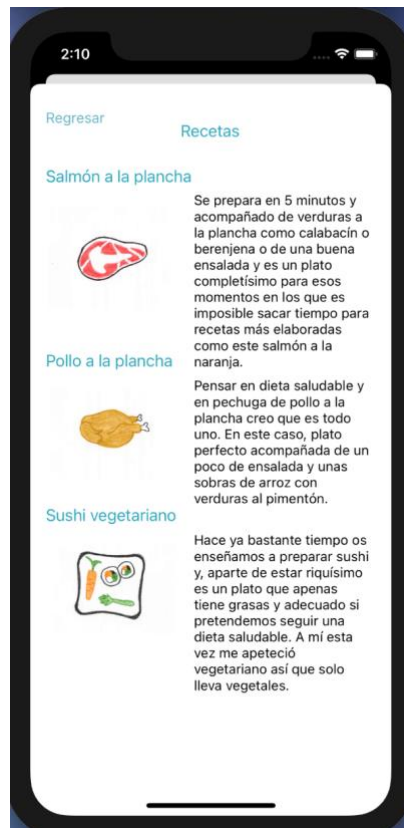 2:10
Regresar
Recetas
Salmón a la plancha
Se prepara en 5 minutos y
acompañado de verduras a
la plancha como calabacín o
berenjena o de una buena
ensalada y es un plato
completísimo para esos
momentos en los que es
imposible sacar tiempo para
recetas más elaboradas
como este salmón a la
naranja.
Pollo a la plancha
Pensar en dieta saludable y
en pechuga de pollo a la
plancha creo que es todo
uno. En este caso, plato
perfecto acompañada de un
poco de ensalada y unas
sobras de arroz con
verduras al pimentón.
Sushi vegetariano
Hace ya bastante tiempo os
enseñamos a preparar sushi
y, aparte de estar riquísimo
es un plato que apenas
tiene grasas y adecuado si
pretendemos seguir una
dieta saludable. A mí esta
vez me apeteció
vegetariano así que solo
lleva vegetales.